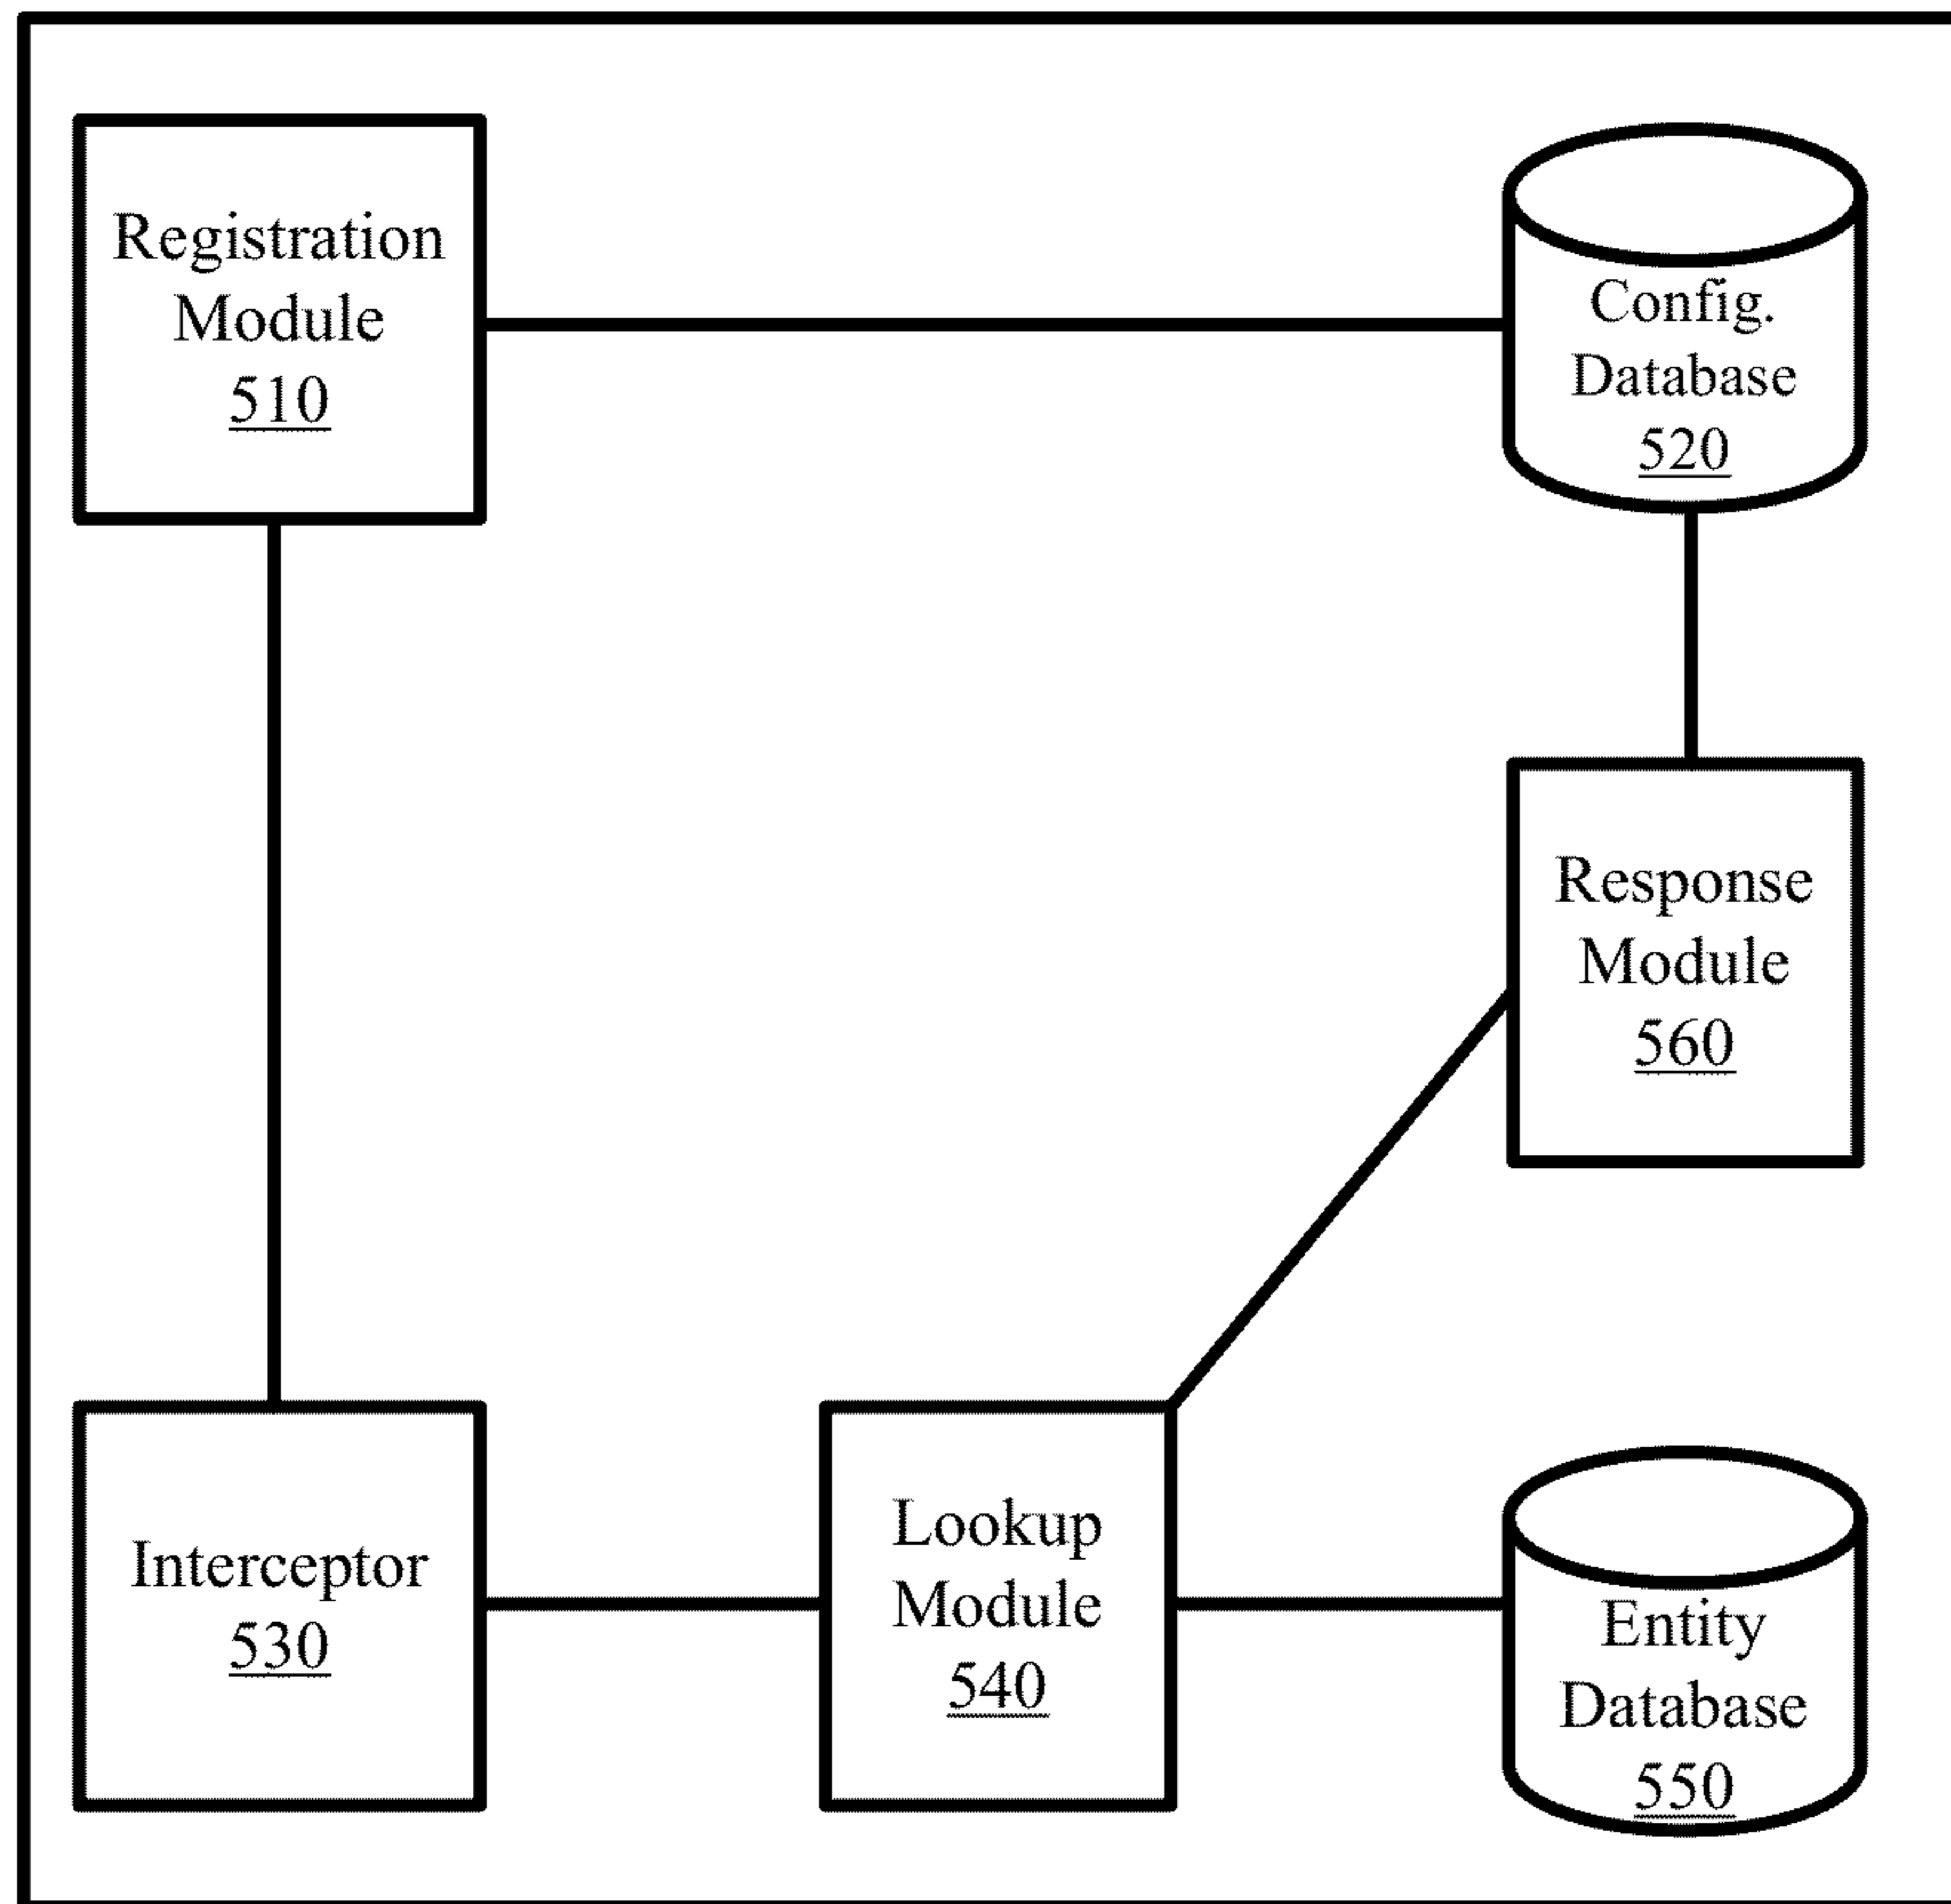 Registration
Module
510
Config.
Database
520
Response
Module
560
Interceptor
530
Lookup
Module
540
Entity
Database
550